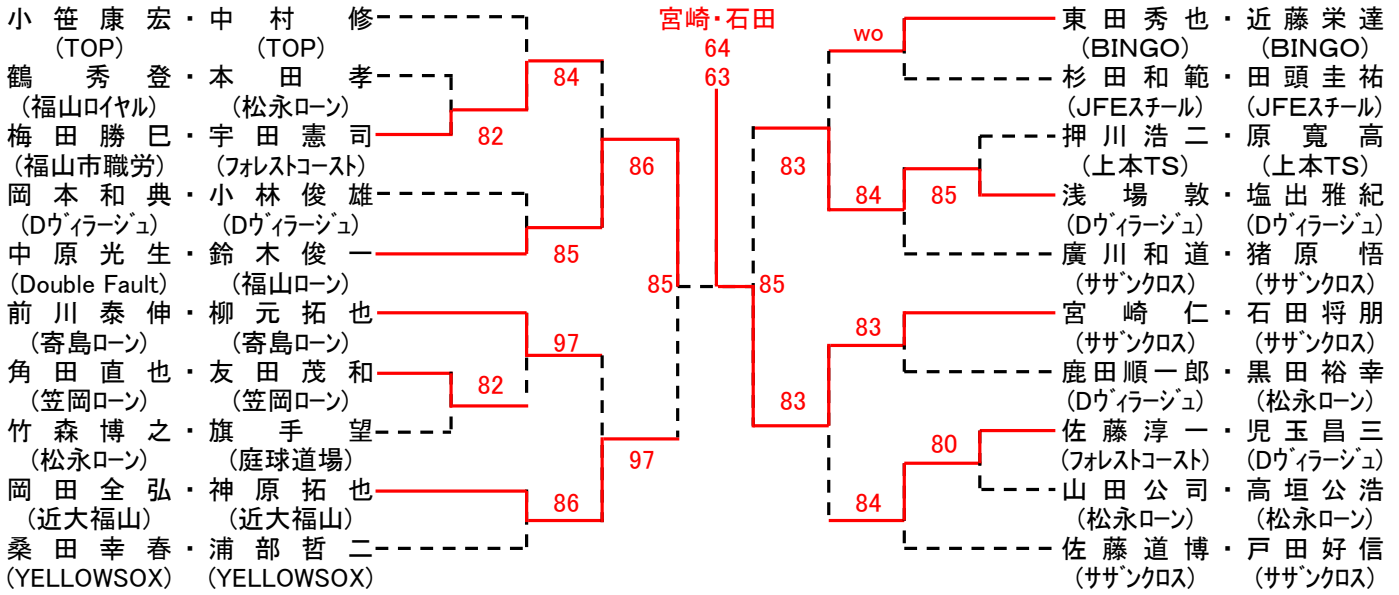 小笹康宏・中村修
(TOP) (TOP)
鶴秀登・本田孝
(福山ロイヤル) (松永ローン)
梅田勝巳・宇田憲司
(福山市職労) (フォレストコースト)
岡本和典・小林俊雄
(Dヴィラージュ) (Dヴィラージュ)
中原光生・鈴木俊一
(Double Fault) (福山ローン)
前川泰伸・柳元拓也
(寄島ローン) (寄島ローン)
角田直也・友田茂和
(笠岡ローン) (笠岡ローン)
竹森博之・旗手望
(松永ローン) (庭球道場)
岡田全弘・神原拓也
(近大福山) (近大福山)
桑田幸春・浦部哲二
(YELLOWSOX) (YELLOWSOX)
82
84
85
86
97
82
86
97
85
宮崎・石田
64
63
85
83
83
wo
84
85
83
80
84
東田秀也・近藤栄達
(BINGO) (BINGO)
杉田和範・田頭圭祐
(JFEスチール) (JFEスチール)
押川浩二・原寛高
(上本TS) (上本TS)
浅場敦・塩出雅紀
(Dヴィラージュ) (Dヴィラージュ)
廣川和道・猪原悟
(サザンクロス) (サザンクロス)
宮崎仁・石田将朋
(サザンクロス) (サザンクロス)
鹿田順一郎・黒田裕幸
(Dヴィラージュ) (松永ローン)
佐藤淳一・児玉昌三
(フォレストコースト) (Dヴィラージュ)
山田公司・高垣公浩
(松永ローン) (松永ローン)
佐藤道博・戸田好信
(サザンクロス) (サザンクロス)